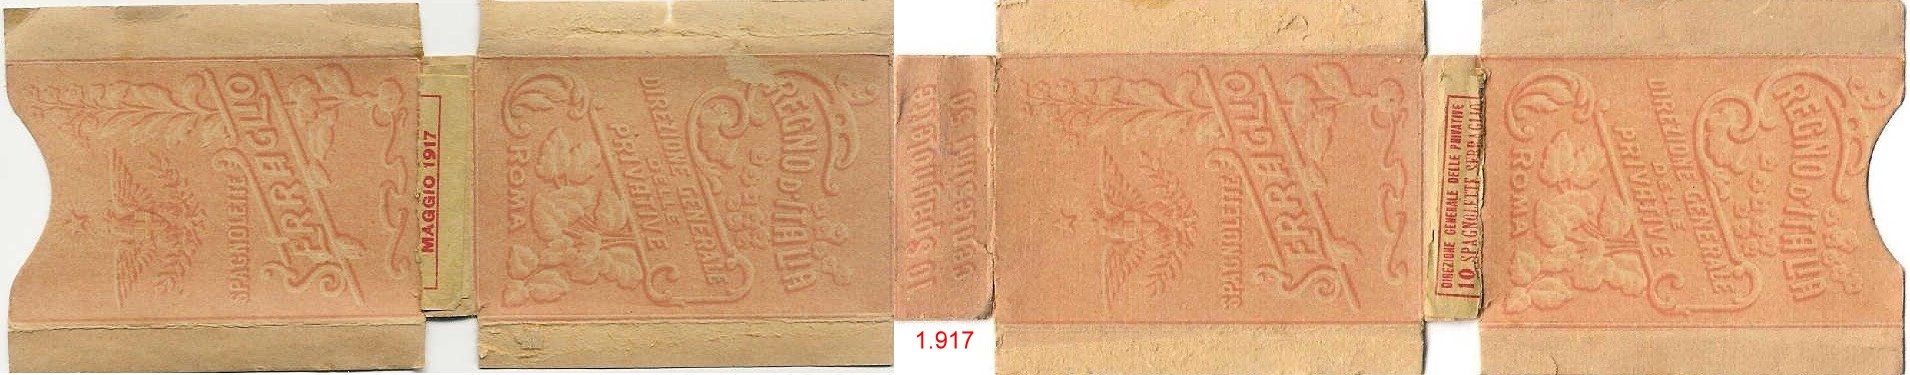 SPAGNOLETTE
SERRAGLIO
MAGGIO 1917
REGNO D'ITALIA
DIREZIONE GENERALE
DELLE
PRIVATIVE
ROMA
10 Spagnolette
1.917
SPAGNOLETTE
SERRAGLIO
DIREZIONE GENERALE DELLE PRIVATIVE
10 SPAGNOLETTE SERRAGLIO
REGNO D'ITALIA
DIREZIONE GENERALE
DELLE
PRIVATIVE
ROMA